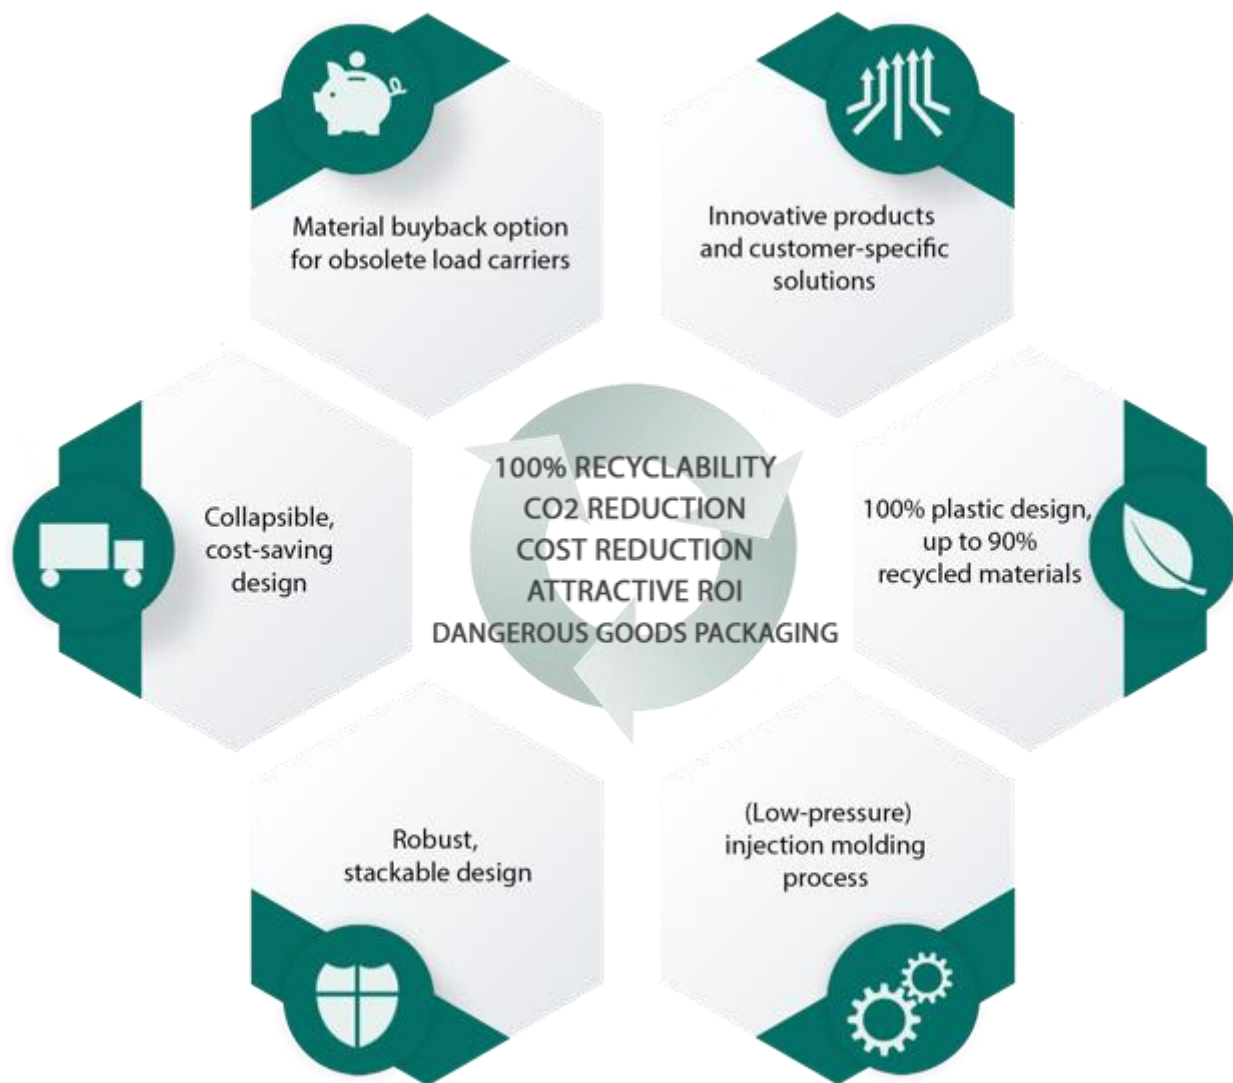 Material buyback option
for obsolete load carriers
Innovative products
and customer-specific
solutions
Collapsible,
cost-saving
design
100% RECYCLABILITY
CO2 REDUCTION
COST REDUCTION
ATTRACTIVE ROI
DANGEROUS GOODS PACKAGING
100% plastic design,
up to 90%
recycled materials
Robust,
stackable design
(Low-pressure)
injection molding
process